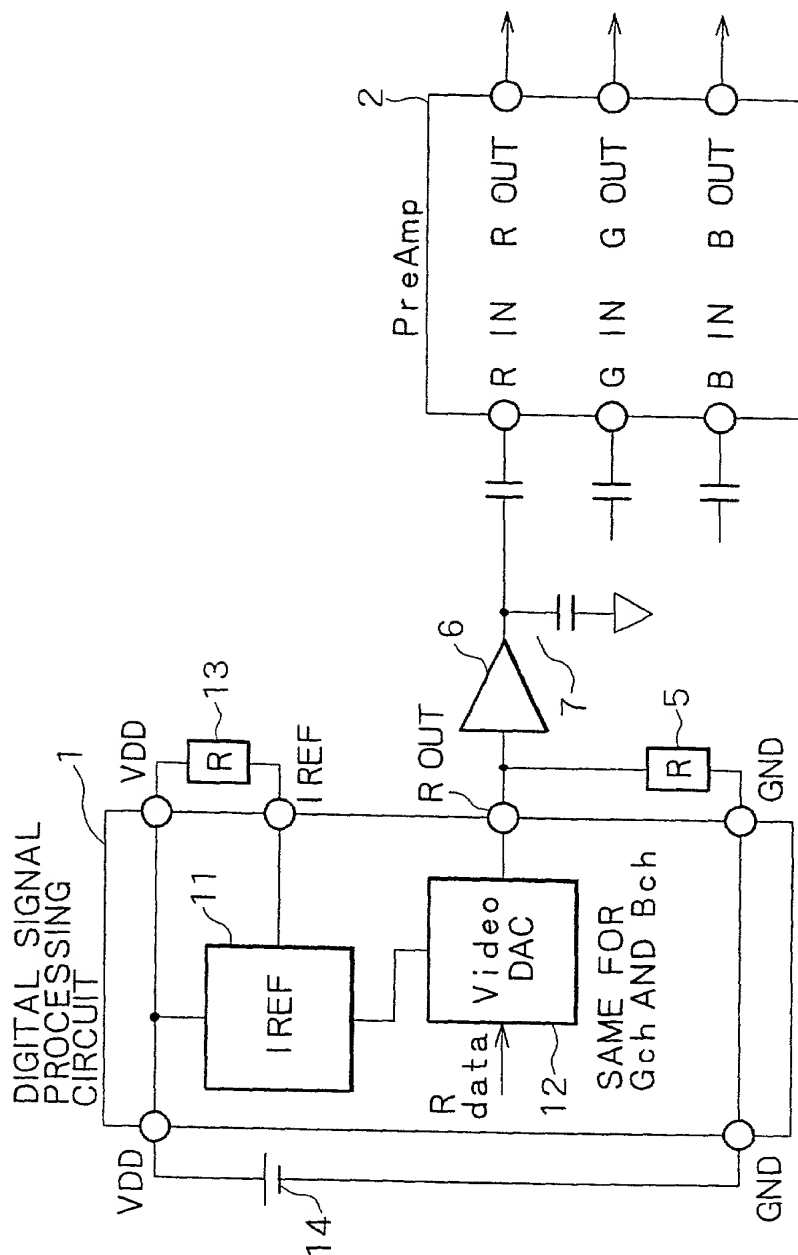 DIGITAL SIGNAL
PROCESSING
CIRCUIT
1
VDD
VDD
13
R
IREF
11
IREF
14
R OUT
Video
DAC
R
data
12
SAME FOR
Gch AND Bch
6
7
5
R
GND
GND
2
PreAmp
R IN R OUT
G IN G OUT
B IN B OUT